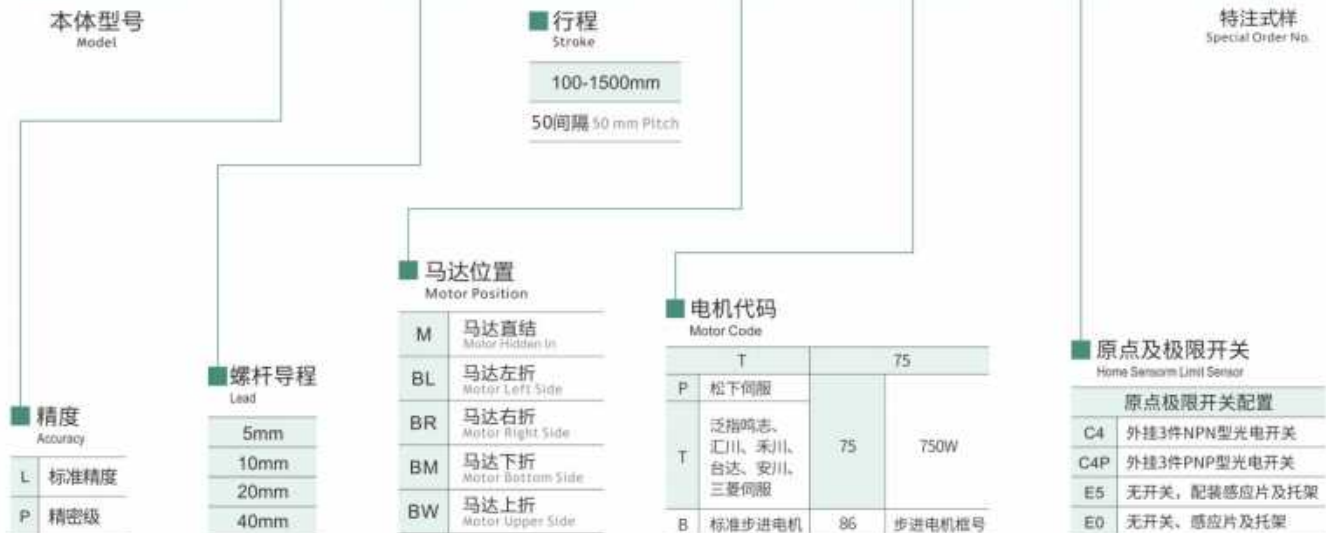 本体型号
Model
行程
Stroke
100-1500mm
50间隔 50 mm Pitch
特注式样
Special Order No.
马达位置
Motor Position
M 马达直结
Motor Hidden In
BL 马达左折
Motor Left Side
BR 马达右折
Motor Right Side
BM 马达下折
Motor Bottom Side
BW 马达上折
Motor Upper Side
电机代码
Motor Code
T 75
P 松下伺服
T 泛指鸣志、
汇川、禾川、
台达、安川、
三菱伺服
75 750W
B 标准步进电机 86 步进电机框号
螺杆导程
Lead
5mm
10mm
20mm
40mm
精度
Accuracy
L 标准精度
P 精密级
原点及极限开关
Home Sensorm Limit Sensor
原点极限开关配置
C4 外挂3件NPN型光电开关
C4P 外挂3件PNP型光电开关
E5 无开关，配装感应片及托架
E0 无开关、感应片及托架